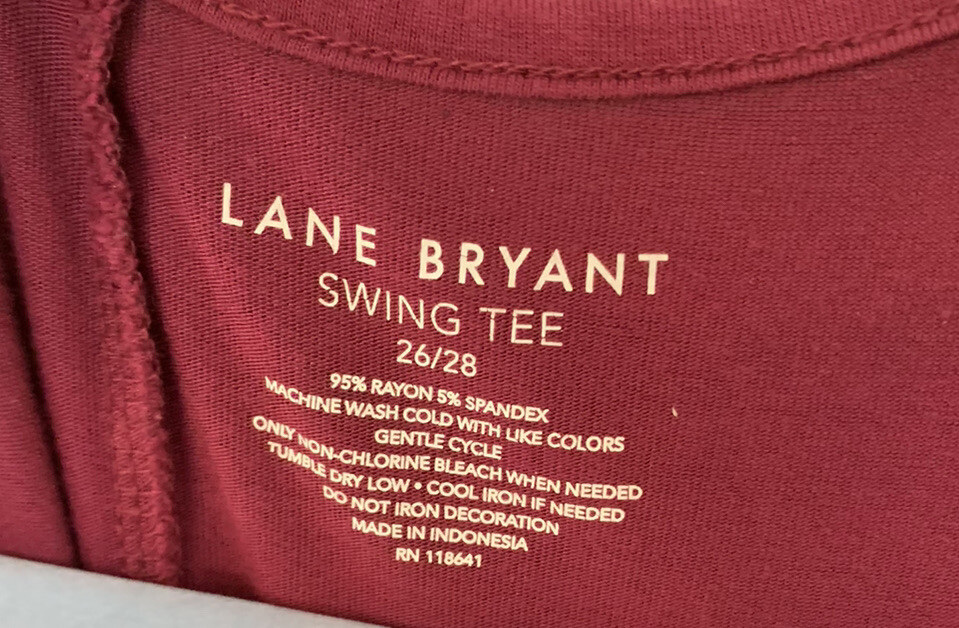 LANE BRYANT
SWING TEE
26/28
95% RAYON 5% SPANDEX
MACHINE WASH COLD WITH LIKE COLORS
GENTLE CYCLE
ONLY NON-CHLORINE BLEACH WHEN NEEDED
TUMBLE DRY LOW • COOL IRON IF NEEDED
DO NOT IRON DECORATION
MADE IN INDONESIA
RN 118641